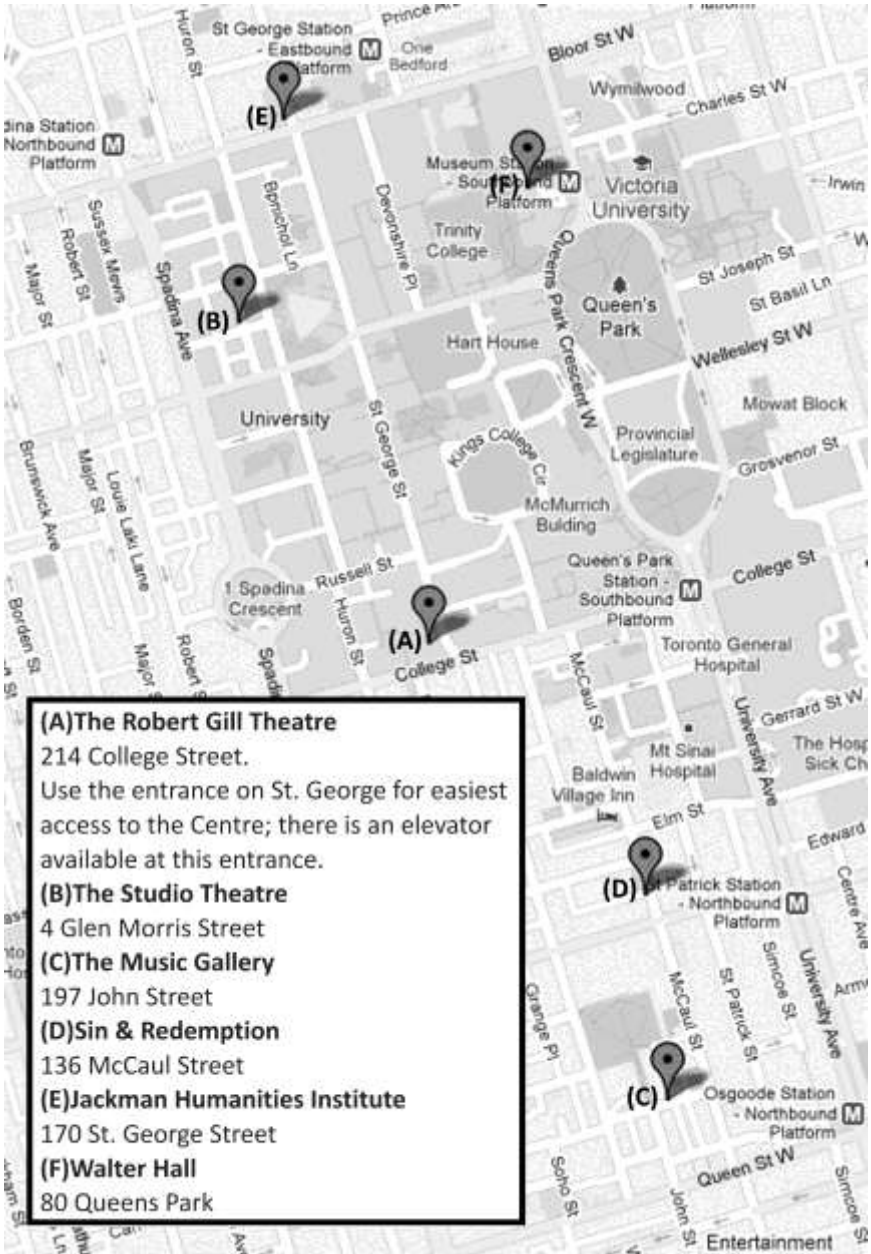 Prince Av
Huron St
St George Station
- Eastbound
Platform
One
Bedford
Bloor St W
Wymilwood
Charles St W
(E)
dina Station
Northbound
Platform
Museum Station
- Southbound
Platform
(F)
Victoria
University
Irwin
Sussex Mews
Robert St
Major St
Spadina Ave
Bpnichol Ln
Devonshire Pl
Trinity
College
Queens Park Crescent W
Queen's
Park
St Joseph St
St Basil Ln
(B)
Hart House
Wellesley St W
University
St George St
Kings College Cir
Provincial
Legislature
Mowat Block
Grosvenor St
Brunswick Ave
Major St
Louie Laki Lane
McMurrich
Bulding
Queen's Park
Station -
Southbound
Platform
College St
Russell St
1 Spadina
Crescent
Huron St
Borden St
Major St
Robert St
Spadina
(A)
College St
McCaul St
Toronto General
Hospital
University Ave
Gerrard St W
Mt Sinai
Hospital
The Hosp
Sick Ch
Baldwin
Village Inn
Elm St
Edward
(D)
St Patrick Station
- Northbound
Platform
Centre Ave
Grange Pl
McCaul St
St Patrick St
Simcoe St
University Ave
Arm
(C)
Osgoode Station
- Northbound
Platform
Queen St W
Soho St
John St
Simcoe St
Entertainment
(A)The Robert Gill Theatre
214 College Street.
Use the entrance on St. George for easiest
access to the Centre; there is an elevator
available at this entrance.
(B)The Studio Theatre
4 Glen Morris Street
(C)The Music Gallery
197 John Street
(D)Sin & Redemption
136 McCaul Street
(E)Jackman Humanities Institute
170 St. George Street
(F)Walter Hall
80 Queens Park